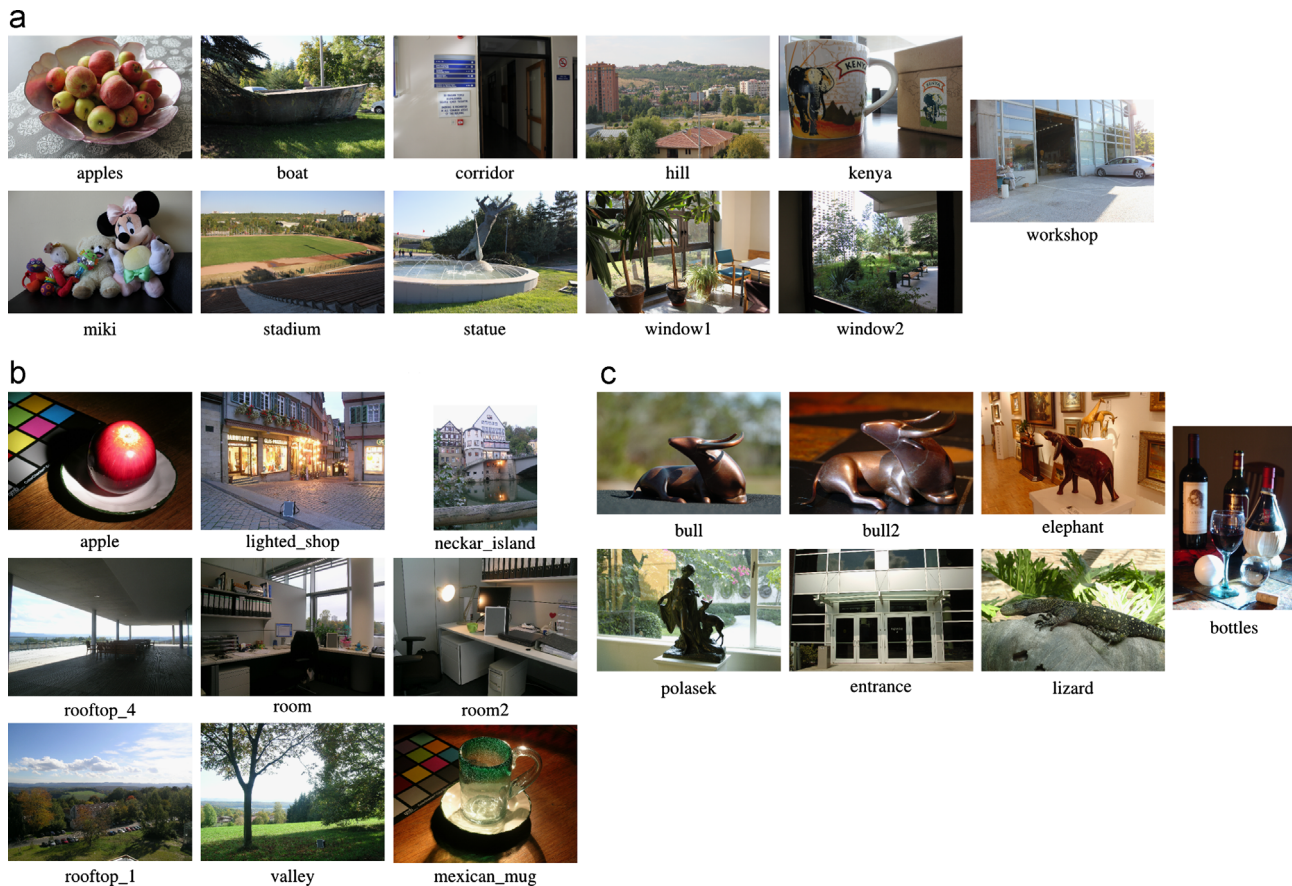 a
apples
boat
corridor
hill
KENYA
kenya
workshop
miki
stadium
statue
window1
window2
b
c
apple
lighted_shop
neckar_island
bull
bull2
elephant
bottles
rooftop_4
room
room2
polasek
entrance
lizard
rooftop_1
valley
mexican_mug